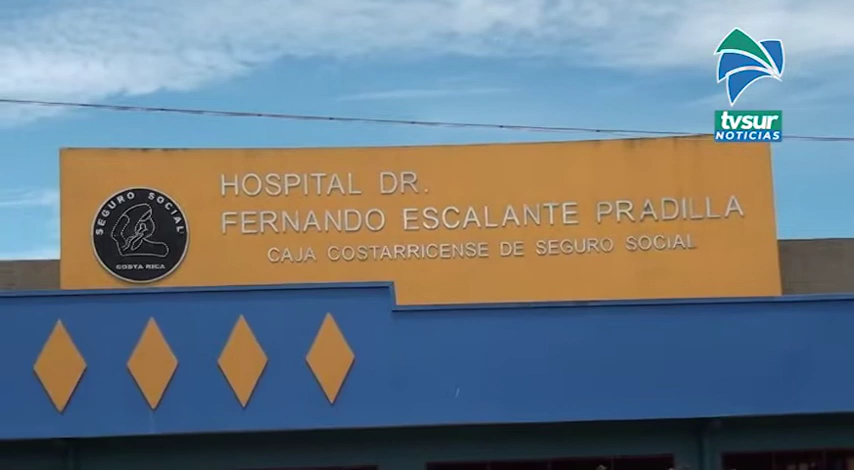 tvsur
NOTICIAS
HOSPITAL DR.
FERNANDO ESCALANTE PRADILLA
CAJA COSTARRICENSE DE SEGURO SOCIAL
SEGURO SOCIAL
COSTA RICA